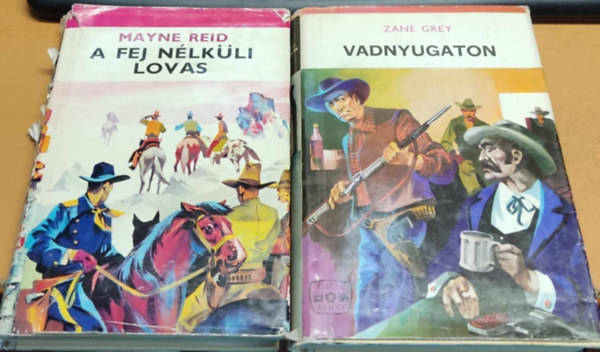 MAYNE REID
A FEJ NÉLKÜLI
LOVAS
ZANE GREY
VADNYUGATON